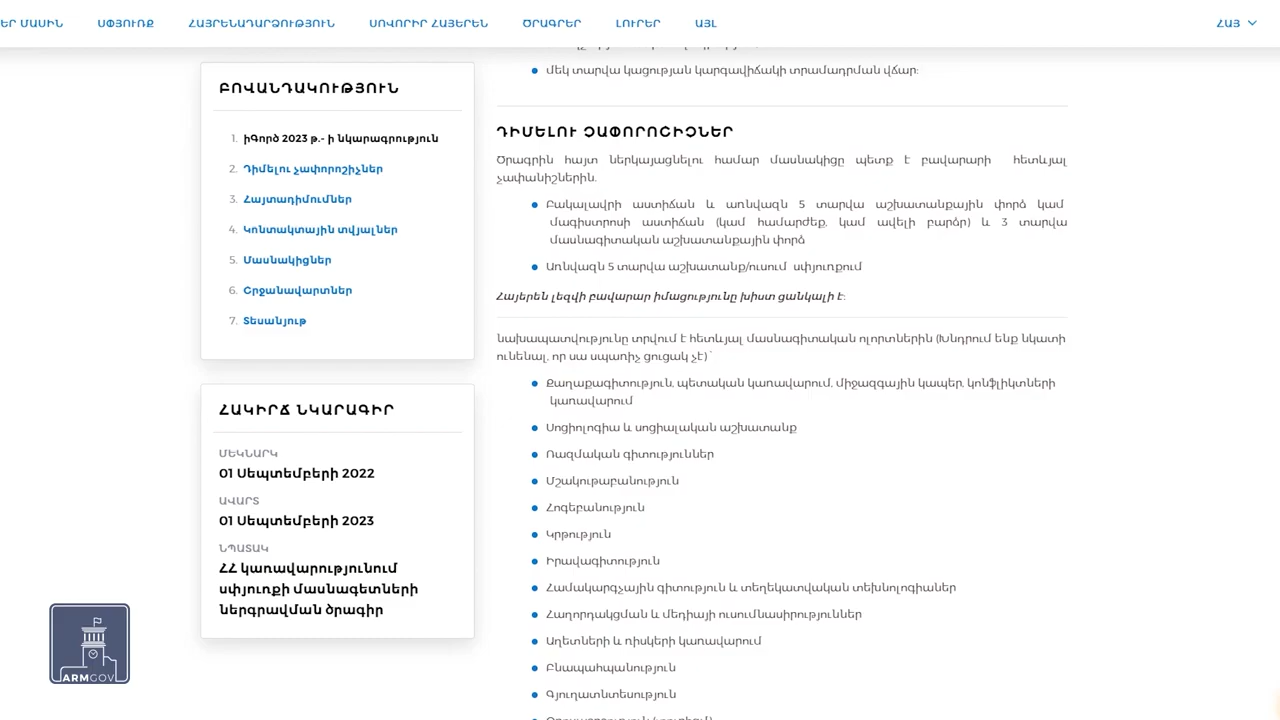 ԵՐ ՄԱՍԻՆ ՍՓՅՈՒՌՔ ՀԱՅՐԵՆԱԴԱՐՁՈՒԹՅՈՒՆ ՍՈՎՈՐԻՐ ՀԱՅԵՐԵՆ ԾՐԱԳՐԵՐ ԼՈՒՐԵՐ ԱՅԼ ՀԱՅ
ԲՈՎԱՆԴԱԿՈՒԹՅՈՒՆ
1. իԳործ 2023 թ.- ի նկարագրություն
2. Դիմելու չափորոշիչներ
3. Հայտադիմումներ
4. Կոնտակտային տվյալներ
5. Մասնակիցներ
6. Շրջանավարտներ
7. Տեսանյութ
ՀԱԿԻՐՃ ՆԿԱՐԱԳԻՐ
ՄԵԿՆԱՐԿ
01 Սեպտեմբերի 2022
ԱՎԱՐՏ
01 Սեպտեմբերի 2023
ՆՊԱՏԱԿ
ՀՀ կառավարությունում
սփյուռքի մասնագետների
ներգրավման ծրագիր
ARMGOV
մեկ տարվա կացության կարգավիճակի տրամադրման վճար:
ԴԻՄԵԼՈՒ ՉԱՓՈՐՈՇԻՉՆԵՐ
Ծրագրին հայտ ներկայացնելու համար մասնակիցը պետք է բավարարի հետևյալ
չափանիշներին.
Բակալավրի աստիճան և առնվազն 5 տարվա աշխատանքային փորձ կամ
մագիստրոսի աստիճան (կամ համարժեք, կամ ավելի բարձր) և 3 տարվա
մասնագիտական աշխատանքային փորձ
Առնվազն 5 տարվա աշխատանք/ուսում սփյուռքում
Հայերեն լեզվի բավարար իմացությունը խիստ ցանկալի է:
Նախապատվությունը տրվում է հետևյալ մասնագիտական ոլորտներին (Խնդրում ենք նկատի
ունենալ, որ սա սպառիչ ցուցակ չէ)՝
Քաղաքագիտություն, պետական կառավարում, միջազգային կապեր, կոնֆլիկտների
կառավարում
Սոցիոլոգիա և սոցիալական աշխատանք
Ռազմական գիտություններ
Մշակութաբանություն
Հոգեբանություն
Կրթություն
Իրավագիտություն
Համակարգչային գիտություն և տեղեկատվական տեխնոլոգիաներ
Հաղորդակցման և մեդիայի ուսումնասիրություններ
Աղետների և ռիսկերի կառավարում
Բնապահպանություն
Գյուղատնտեսություն